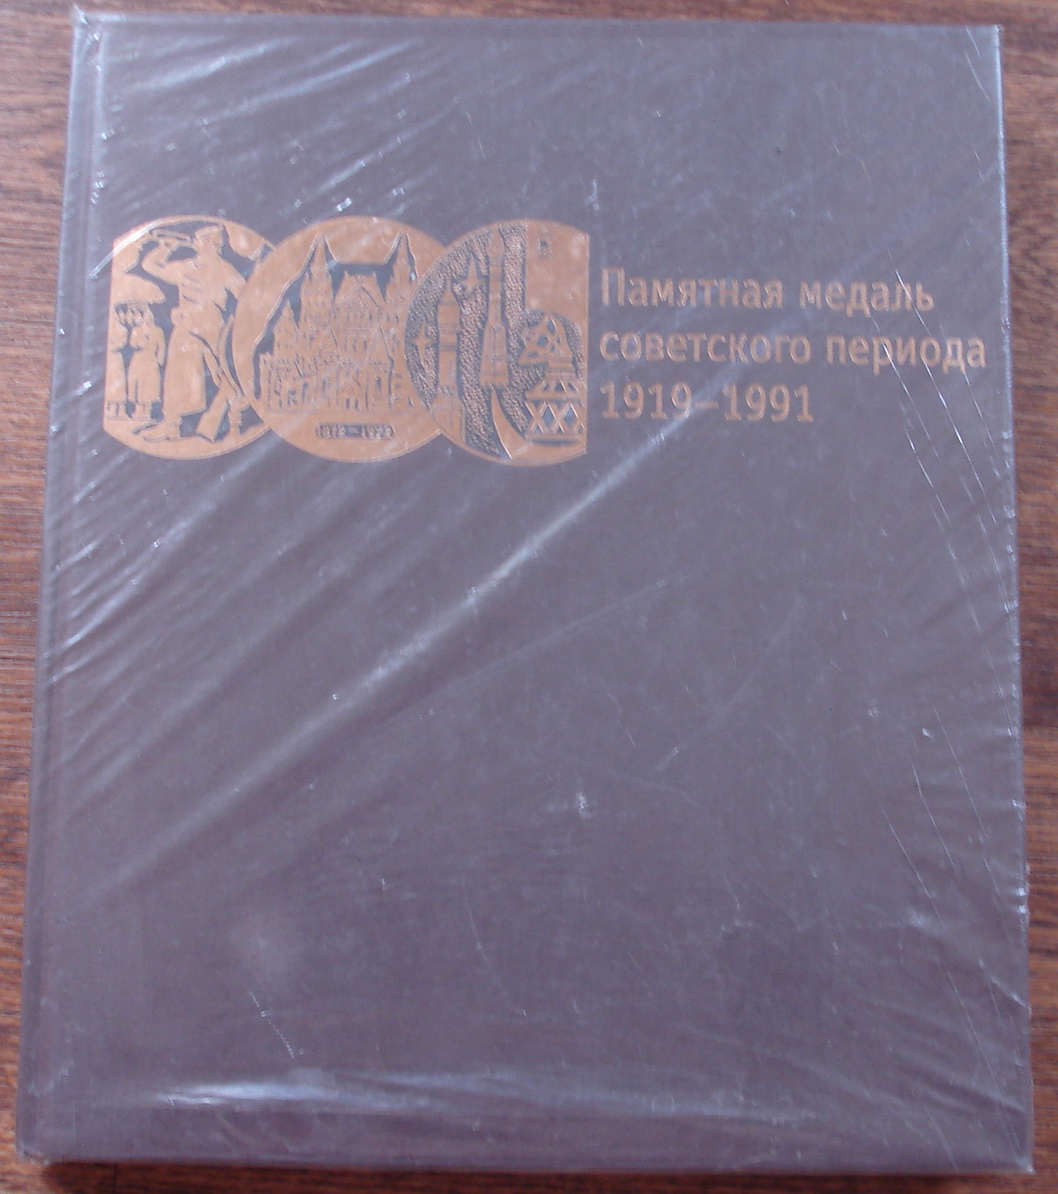 Памятная медаль
советского периода
1919–1991